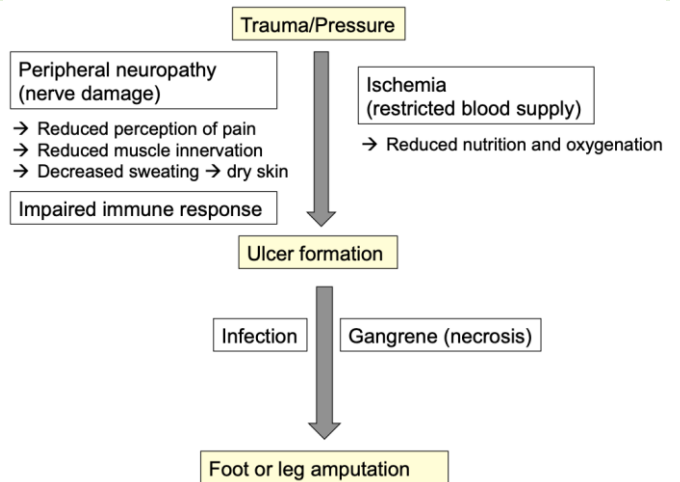 Trauma/Pressure
Peripheral neuropathy
(nerve damage)
→ Reduced perception of pain
→ Reduced muscle innervation
→ Decreased sweating → dry skin
Impaired immune response
Ischemia
(restricted blood supply)
→ Reduced nutrition and oxygenation
Ulcer formation
Infection
Gangrene (necrosis)
Foot or leg amputation